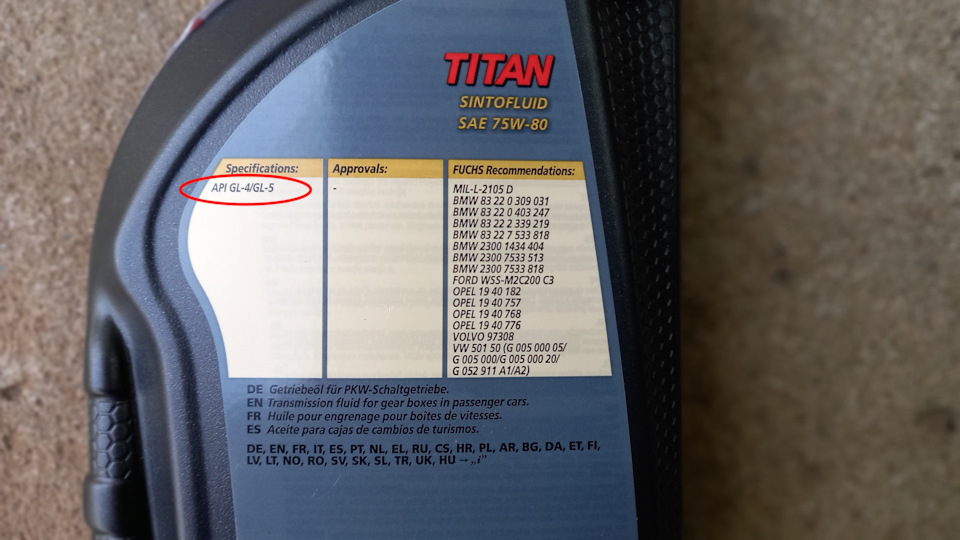 TITAN
SINTOFLUID
SAE 75W-80
Specifications:
API GL-4/GL-5
Approvals:
-
FUCHS Recommendations:
MIL-L-2105 D
BMW 83 22 0 309 031
BMW 83 22 0 403 247
BMW 83 22 2 339 219
BMW 83 22 7 533 818
BMW 2300 1434 404
BMW 2300 7533 513
BMW 2300 7533 818
FORD WSS-M2C200 C3
OPEL 19 40 182
OPEL 19 40 757
OPEL 19 40 768
OPEL 19 40 776
VOLVO 97308
VW 501 50 (G 005 000 05/
G 005 000/G 005 000 20/
G 052 911 A1/A2)
DE Getriebeöl für PKW-Schaltgetriebe.
EN Transmission fluid for gear boxes in passenger cars.
FR Huile pour engrenage pour boîtes de vitesses.
ES Aceite para cajas de cambios de turismos.
DE, EN, FR, IT, ES, PT, NL, EL, RU, CS, HR, PL, AR, BG, DA, ET, FI,
LV, LT, NO, RO, SV, SK, SL, TR, UK, HU → „i"